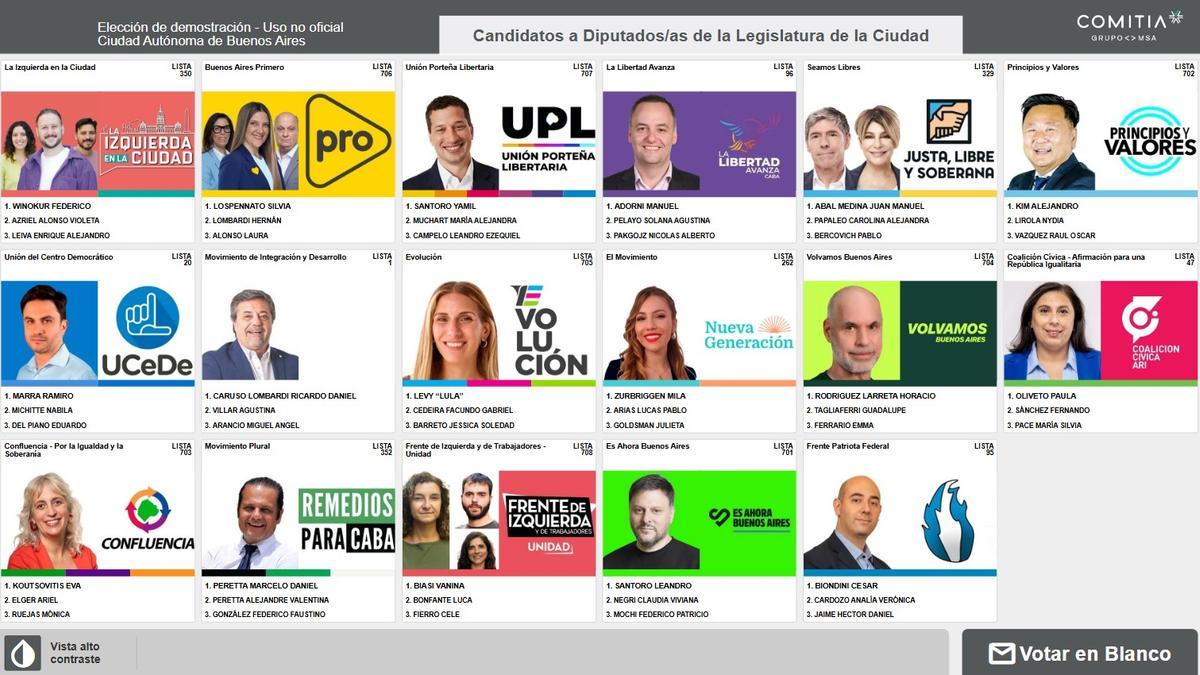 Elección de demostración - Uso no oficial
Ciudad Autónoma de Buenos Aires
Candidatos a Diputados/as de la Legislatura de la Ciudad
COMITIA
GRUPO<>MSA
La Izquierda en la Ciudad
LISTA
350
LA
IZQUIERDA
EN LA CIUDAD
1. WINOKUR FEDERICO
2. AZRIEL ALONSO VIOLETA
3. LEIVA ENRIQUE ALEJANDRO
Buenos Aires Primero
LISTA
706
pro
1. LOSPENNATO SILVIA
2. LOMBARDI HERNÁN
3. ALONSO LAURA
Unión Porteña Libertaria
LISTA
707
UPL
UNIÓN PORTEÑA
LIBERTARIA
1. SANTORO YAMIL
2. MUCHART MARÍA ALEJANDRA
3. CAMPELO LEANDRO EZEQUIEL
La Libertad Avanza
LISTA
96
LA
LIBERTAD
AVANZA
CABA
1. ADORNI MANUEL
2. PELAYO SOLANA AGUSTINA
3. PAKGOJZ NICOLAS ALBERTO
Seamos Libres
LISTA
329
JUSTA, LIBRE
Y SOBERANA
1. ABAL MEDINA JUAN MANUEL
2. PAPALEO CAROLINA ALEJANDRA
3. BERCOVICH PABLO
Principios y Valores
LISTA
702
PRINCIPIOS Y
VALORES
1. KIM ALEJANDRO
2. LIROLA NYDIA
3. VAZQUEZ RAUL OSCAR
Unión del Centro Democrático
LISTA
20
UCeDe
1. MARRA RAMIRO
2. MICHITTE NABILA
3. DEL PIANO EDUARDO
Movimiento de Integración y Desarrollo
LISTA
1
1. CARUSO LOMBARDI RICARDO DANIEL
2. VILLAR AGUSTINA
3. ARANCIO MIGUEL ANGEL
Evolución
LISTA
705
E
VO
LU
CIÓN
1. LEVY “LULA”
2. CEDEIRA FACUNDO GABRIEL
3. BARRETO JESSICA SOLEDAD
El Movimiento
LISTA
262
Nueva
Generación
1. ZURBRIGGEN MILA
2. ARIAS LUCAS PABLO
3. GOLDSMAN JULIETA
Volvamos Buenos Aires
LISTA
704
VOLVAMOS
BUENOS AIRES
1. RODRIGUEZ LARRETA HORACIO
2. TAGLIAFERRI GUADALUPE
3. FERRARIO EMMA
Coalición Cívica - Afirmación para una
República Igualitaria
LISTA
47
COALICION
CÍVICA
ARI
1. OLIVETO PAULA
2. SÁNCHEZ FERNANDO
3. PACE MARÍA SILVIA
Confluencia - Por la Igualdad y la
Soberanía
LISTA
703
CONFLUENCIA
1. KOUTSOVITIS EVA
2. ELGER ARIEL
3. RUEJAS MÓNICA
Movimiento Plural
LISTA
352
REMEDIOS
PARA CABA
1. PERETTA MARCELO DANIEL
2. PERETTA ALEJANDRE VALENTINA
3. GONZÁLEZ FEDERICO FAUSTINO
Frente de Izquierda y de Trabajadores -
Unidad
LISTA
708
FRENTE DE
IZQUIERDA
Y DE TRABAJADORES
UNIDAD
1. BIASI VANINA
2. BONFANTE LUCA
3. FIERRO CELE
Es Ahora Buenos Aires
LISTA
701
ES AHORA
BUENOS AIRES
1. SANTORO LEANDRO
2. NEGRI CLAUDIA VIVIANA
3. MOCHI FEDERICO PATRICIO
Frente Patriota Federal
LISTA
95
1. BIONDINI CESAR
2. CARDOZO ANALÍA VERÓNICA
3. JAIME HECTOR DANIEL
Vista alto
contraste
Votar en Blanco